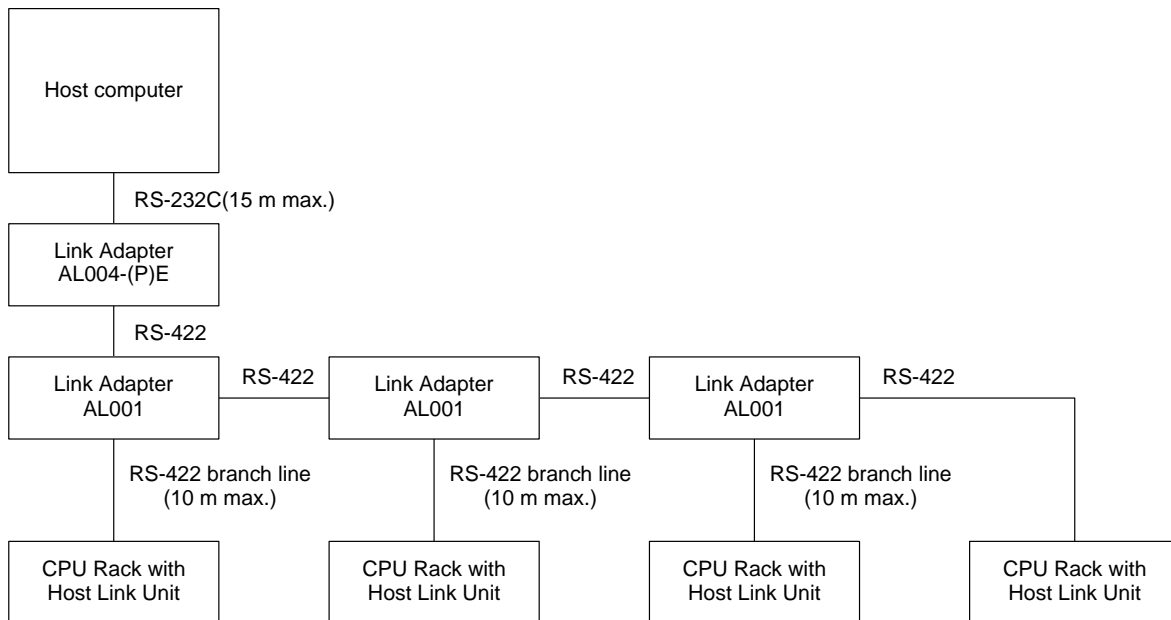 Host computer
RS-232C(15 m max.)
Link Adapter
AL004-(P)E
RS-422
Link Adapter
AL001
RS-422
Link Adapter
AL001
RS-422
Link Adapter
AL001
RS-422
RS-422 branch line
(10 m max.)
RS-422 branch line
(10 m max.)
RS-422 branch line
(10 m max.)
CPU Rack with
Host Link Unit
CPU Rack with
Host Link Unit
CPU Rack with
Host Link Unit
CPU Rack with
Host Link Unit